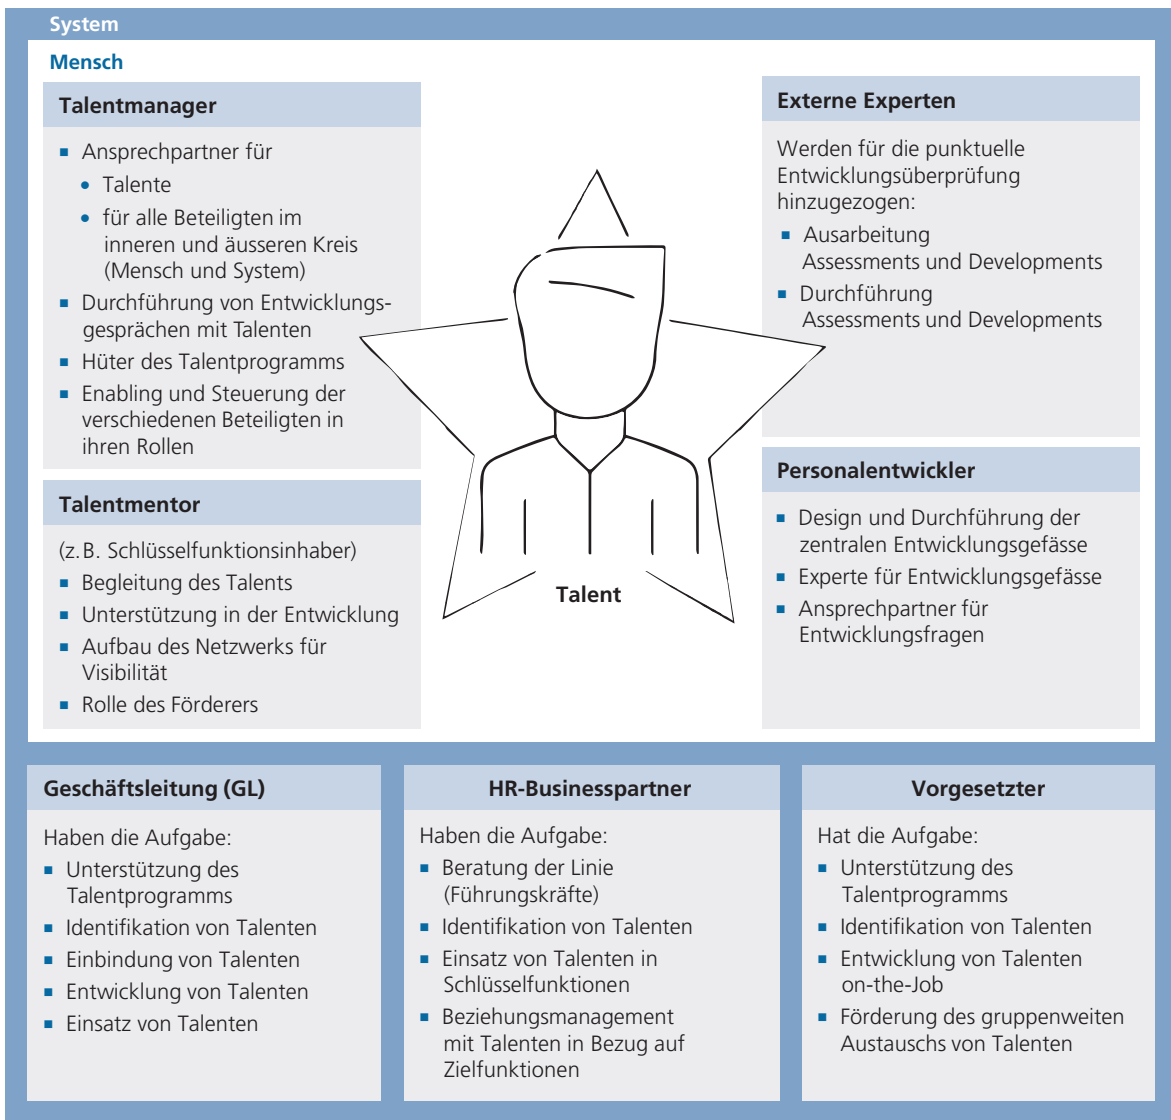 System
Mensch
Talentmanager
▪ Ansprechpartner für
• Talente
• für alle Beteiligten im
inneren und äusseren Kreis
(Mensch und System)
▪ Durchführung von Entwicklungs-
gesprächen mit Talenten
▪ Hüter des Talentprogramms
▪ Enabling und Steuerung der
verschiedenen Beteiligten in
ihren Rollen
Talentmentor
(z.B. Schlüsselfunktionsinhaber)
▪ Begleitung des Talents
▪ Unterstützung in der Entwicklung
▪ Aufbau des Netzwerks für
Visibilität
▪ Rolle des Förderers
Talent
Externe Experten
Werden für die punktuelle
Entwicklungsüberprüfung
hinzugezogen:
▪ Ausarbeitung
Assessments und Developments
▪ Durchführung
Assessments und Developments
Personalentwickler
▪ Design und Durchführung der
zentralen Entwicklungsgefässe
▪ Experte für Entwicklungsgefässe
▪ Ansprechpartner für
Entwicklungsfragen
Geschäftsleitung (GL)
Haben die Aufgabe:
▪ Unterstützung des
Talentprogramms
▪ Identifikation von Talenten
▪ Einbindung von Talenten
▪ Entwicklung von Talenten
▪ Einsatz von Talenten
HR-Businesspartner
Haben die Aufgabe:
▪ Beratung der Linie
(Führungskräfte)
▪ Identifikation von Talenten
▪ Einsatz von Talenten in
Schlüsselfunktionen
▪ Beziehungsmanagement
mit Talenten in Bezug auf
Zielfunktionen
Vorgesetzter
Hat die Aufgabe:
▪ Unterstützung des
Talentprogramms
▪ Identifikation von Talenten
▪ Entwicklung von Talenten
on-the-Job
▪ Förderung des gruppenweiten
Austauschs von Talenten